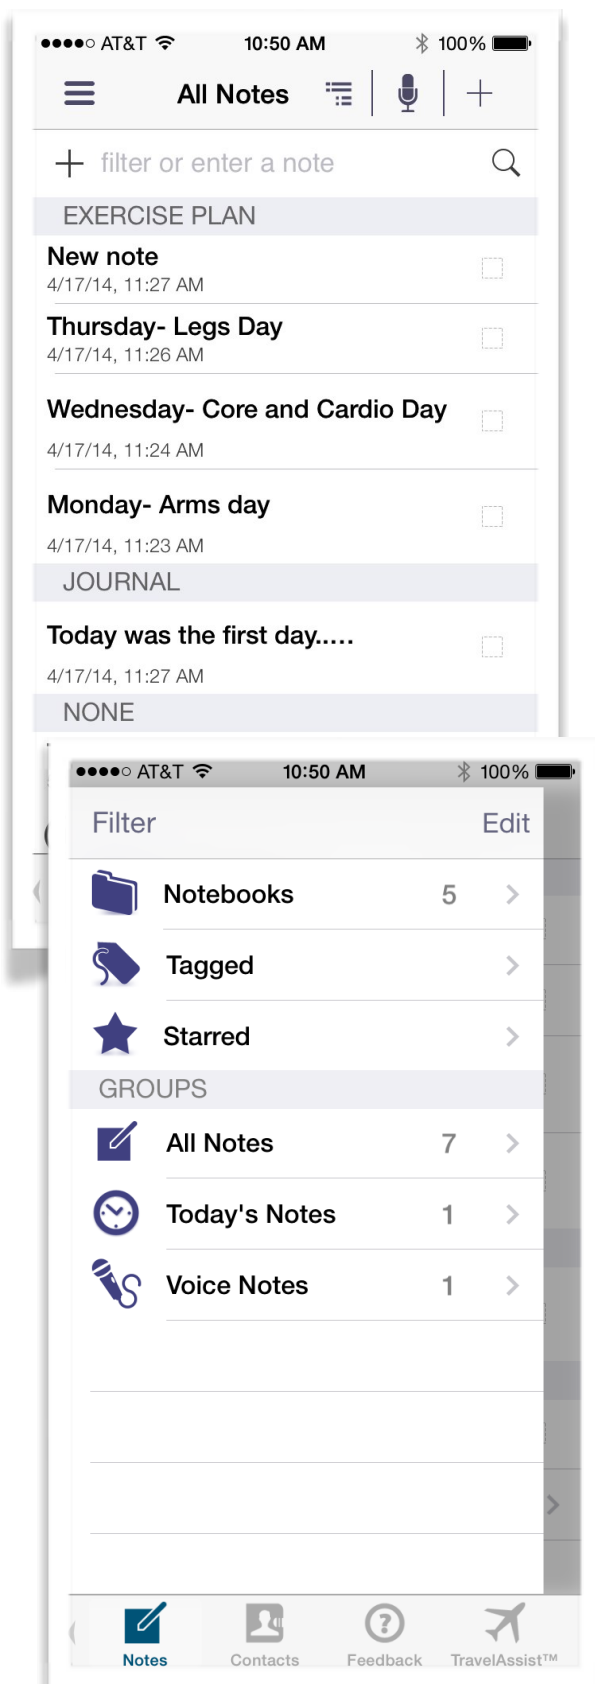 AT&T 10:50 AM 100%
All Notes
filter or enter a note
EXERCISE PLAN
New note
4/17/14, 11:27 AM
Thursday- Legs Day
4/17/14, 11:26 AM
Wednesday- Core and Cardio Day
4/17/14, 11:24 AM
Monday- Arms day
4/17/14, 11:23 AM
JOURNAL
Today was the first day.....
4/17/14, 11:27 AM
NONE
AT&T 10:50 AM 100%
Filter Edit
Notebooks 5
Tagged
Starred
GROUPS
All Notes 7
Today's Notes 1
Voice Notes 1
Notes Contacts Feedback TravelAssist™